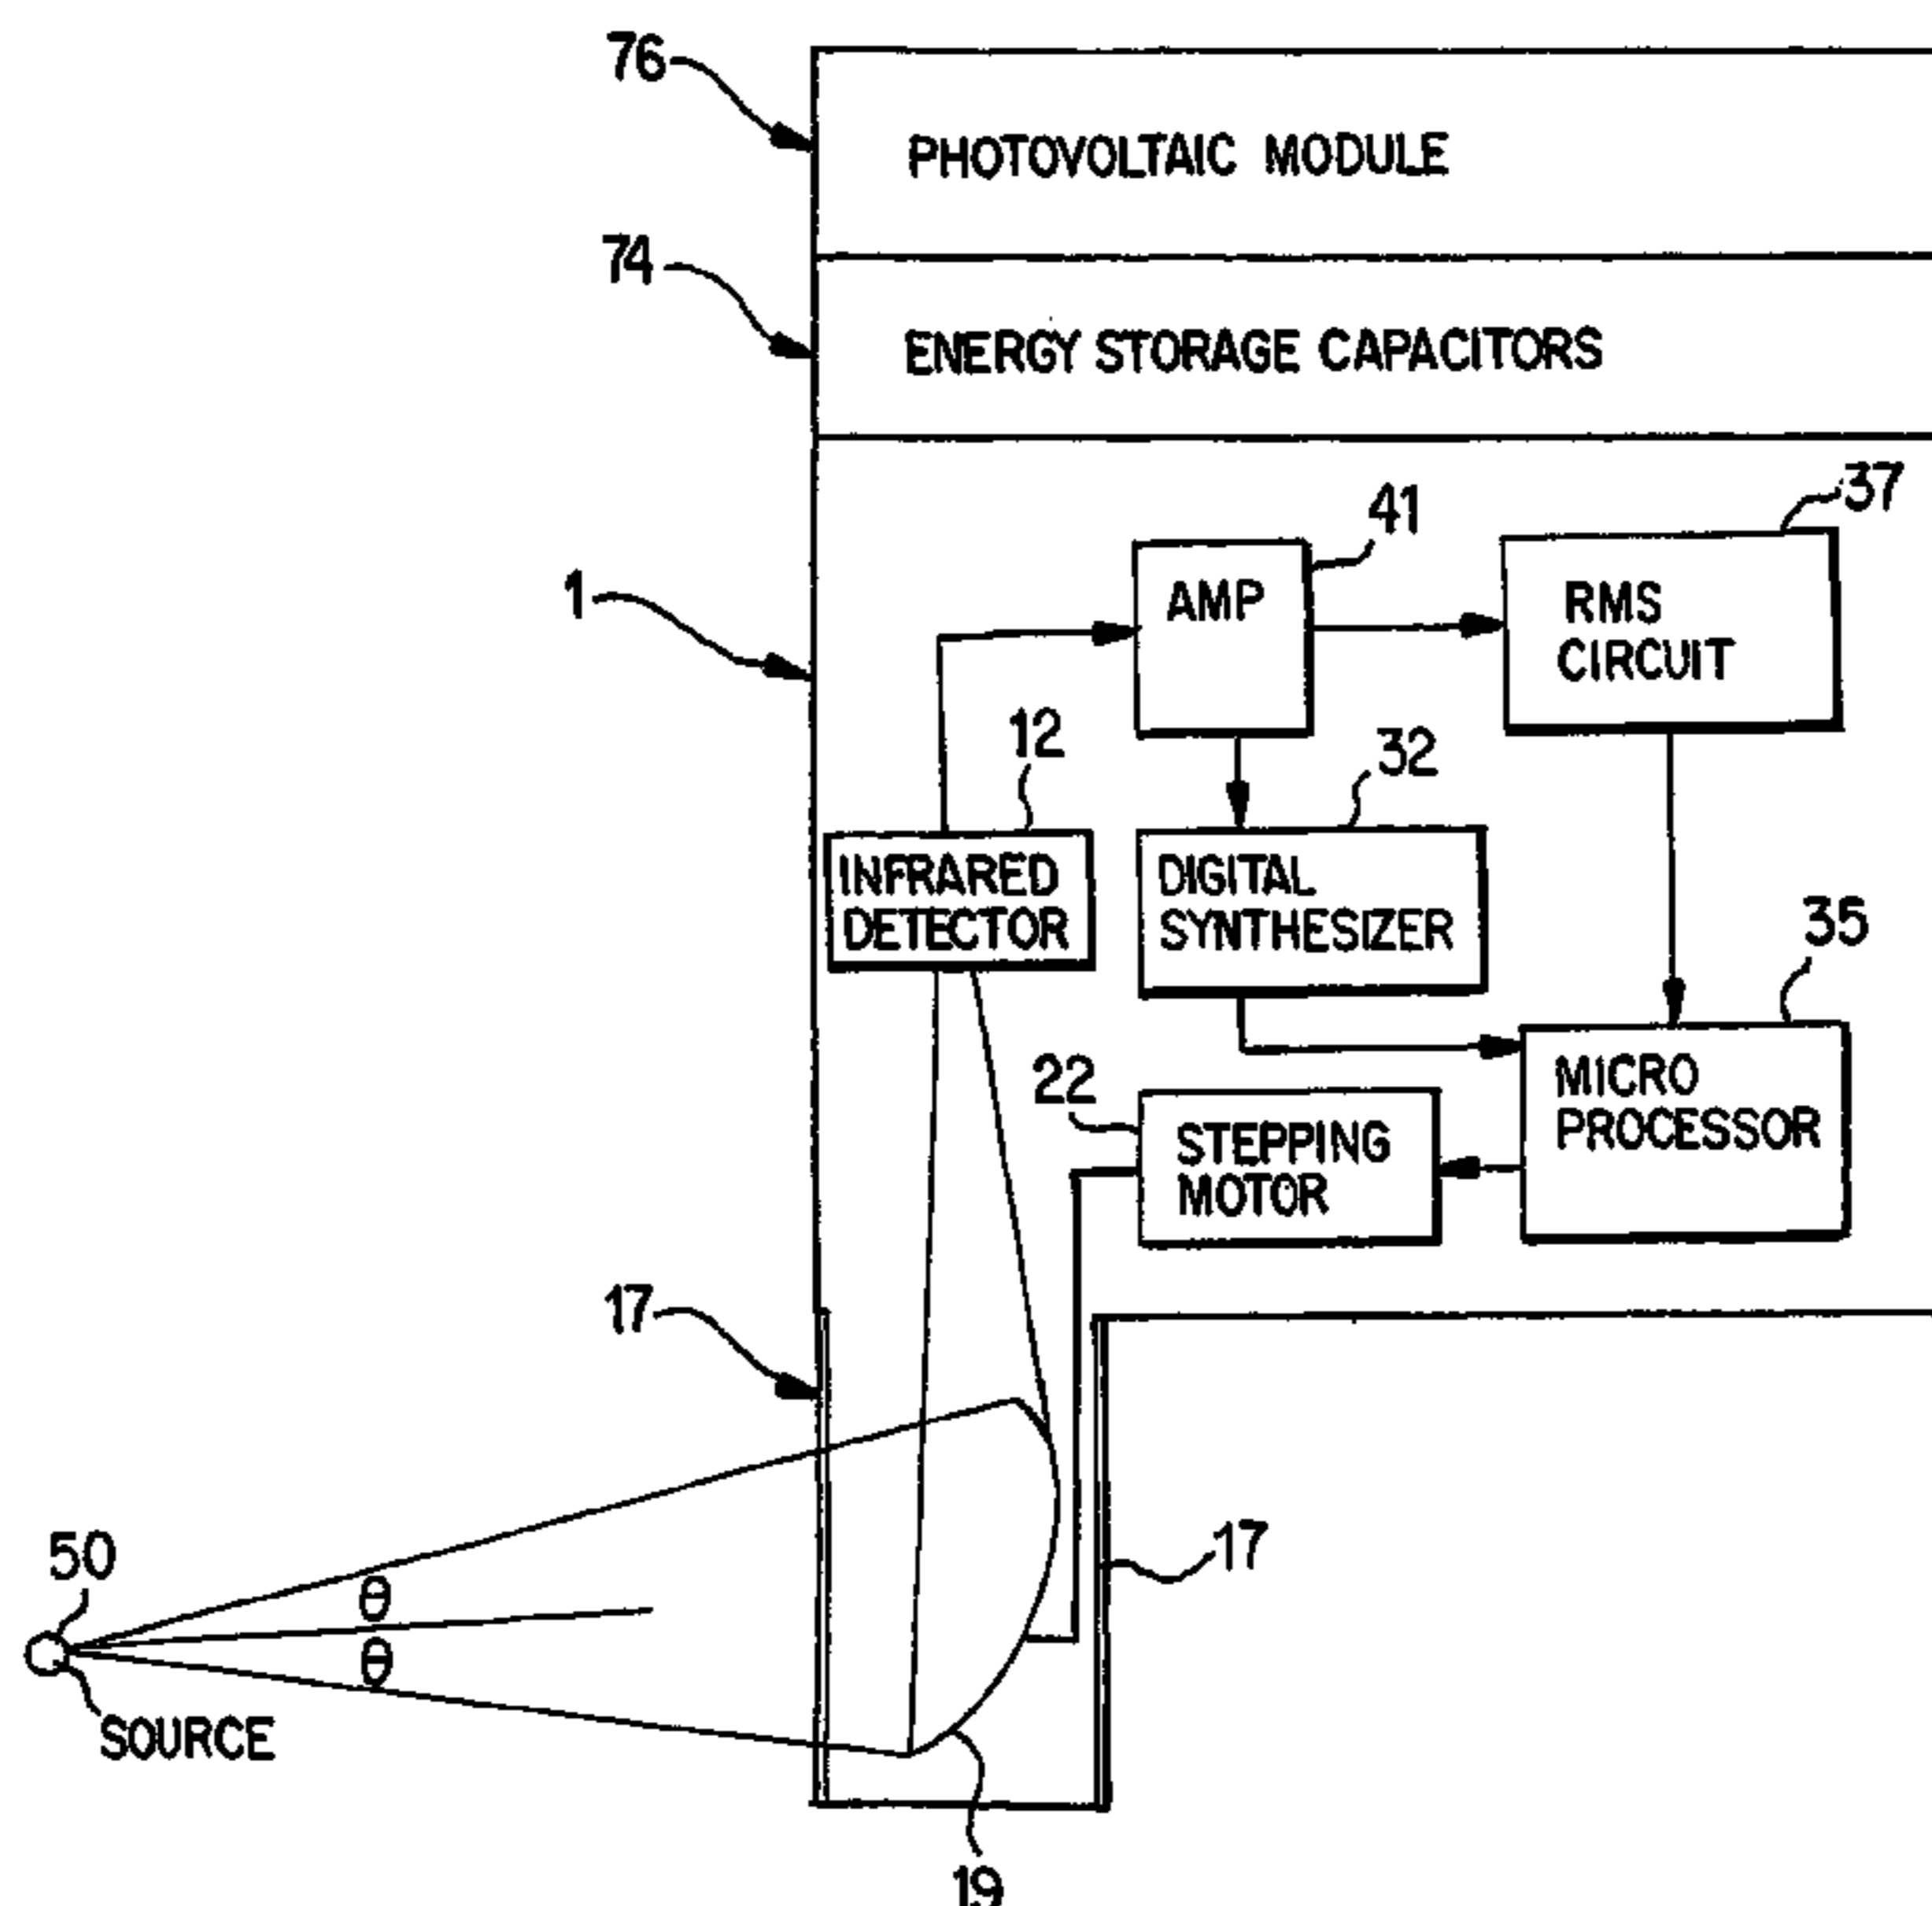 76
PHOTOVOLTAIC MODULE
74
ENERGY STORAGE CAPACITORS
37
41
1
AMP
RMS
CIRCUIT
12
32
INFRARED
DETECTOR
DIGITAL
SYNTHESIZER
35
22
MICRO
PROCESSOR
STEPPING
MOTOR
17
17
50
θ
θ
SOURCE
19